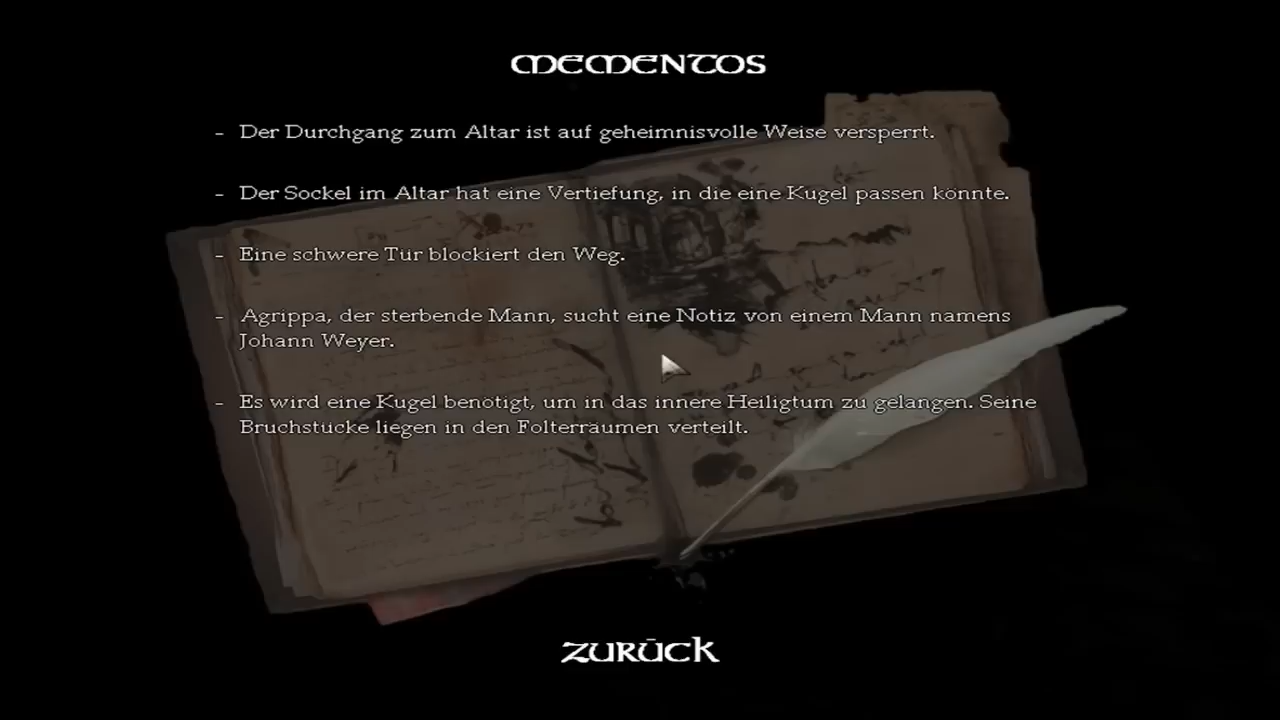 MEMENTOS
- Der Durchgang zum Altar ist auf geheimnisvolle Weise versperrt.
- Der Sockel im Altar hat eine Vertiefung, in die eine Kugel passen könnte.
- Eine schwere Tür blockiert den Weg.
- Agrippa, der sterbende Mann, sucht eine Notiz von einem Mann namens
Johann Weyer.
- Es wird eine Kugel benötigt, um in das innere Heiligtum zu gelangen. Seine
Bruchstücke liegen in den Folterräumen verteilt.
ZURÜCK